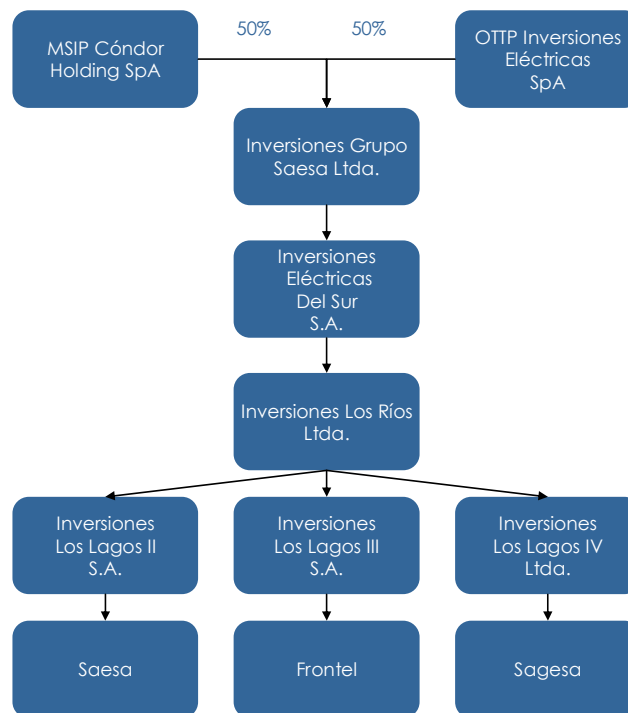 MSIP Cóndor
Holding SpA
50%
50%
OTTP Inversiones
Eléctricas
SpA
Inversiones Grupo
Saesa Ltda.
Inversiones
Eléctricas
Del Sur
S.A.
Inversiones Los Ríos
Ltda.
Inversiones
Los Lagos II
S.A.
Inversiones
Los Lagos III
S.A.
Inversiones
Los Lagos IV
Ltda.
Saesa
Frontel
Sagesa